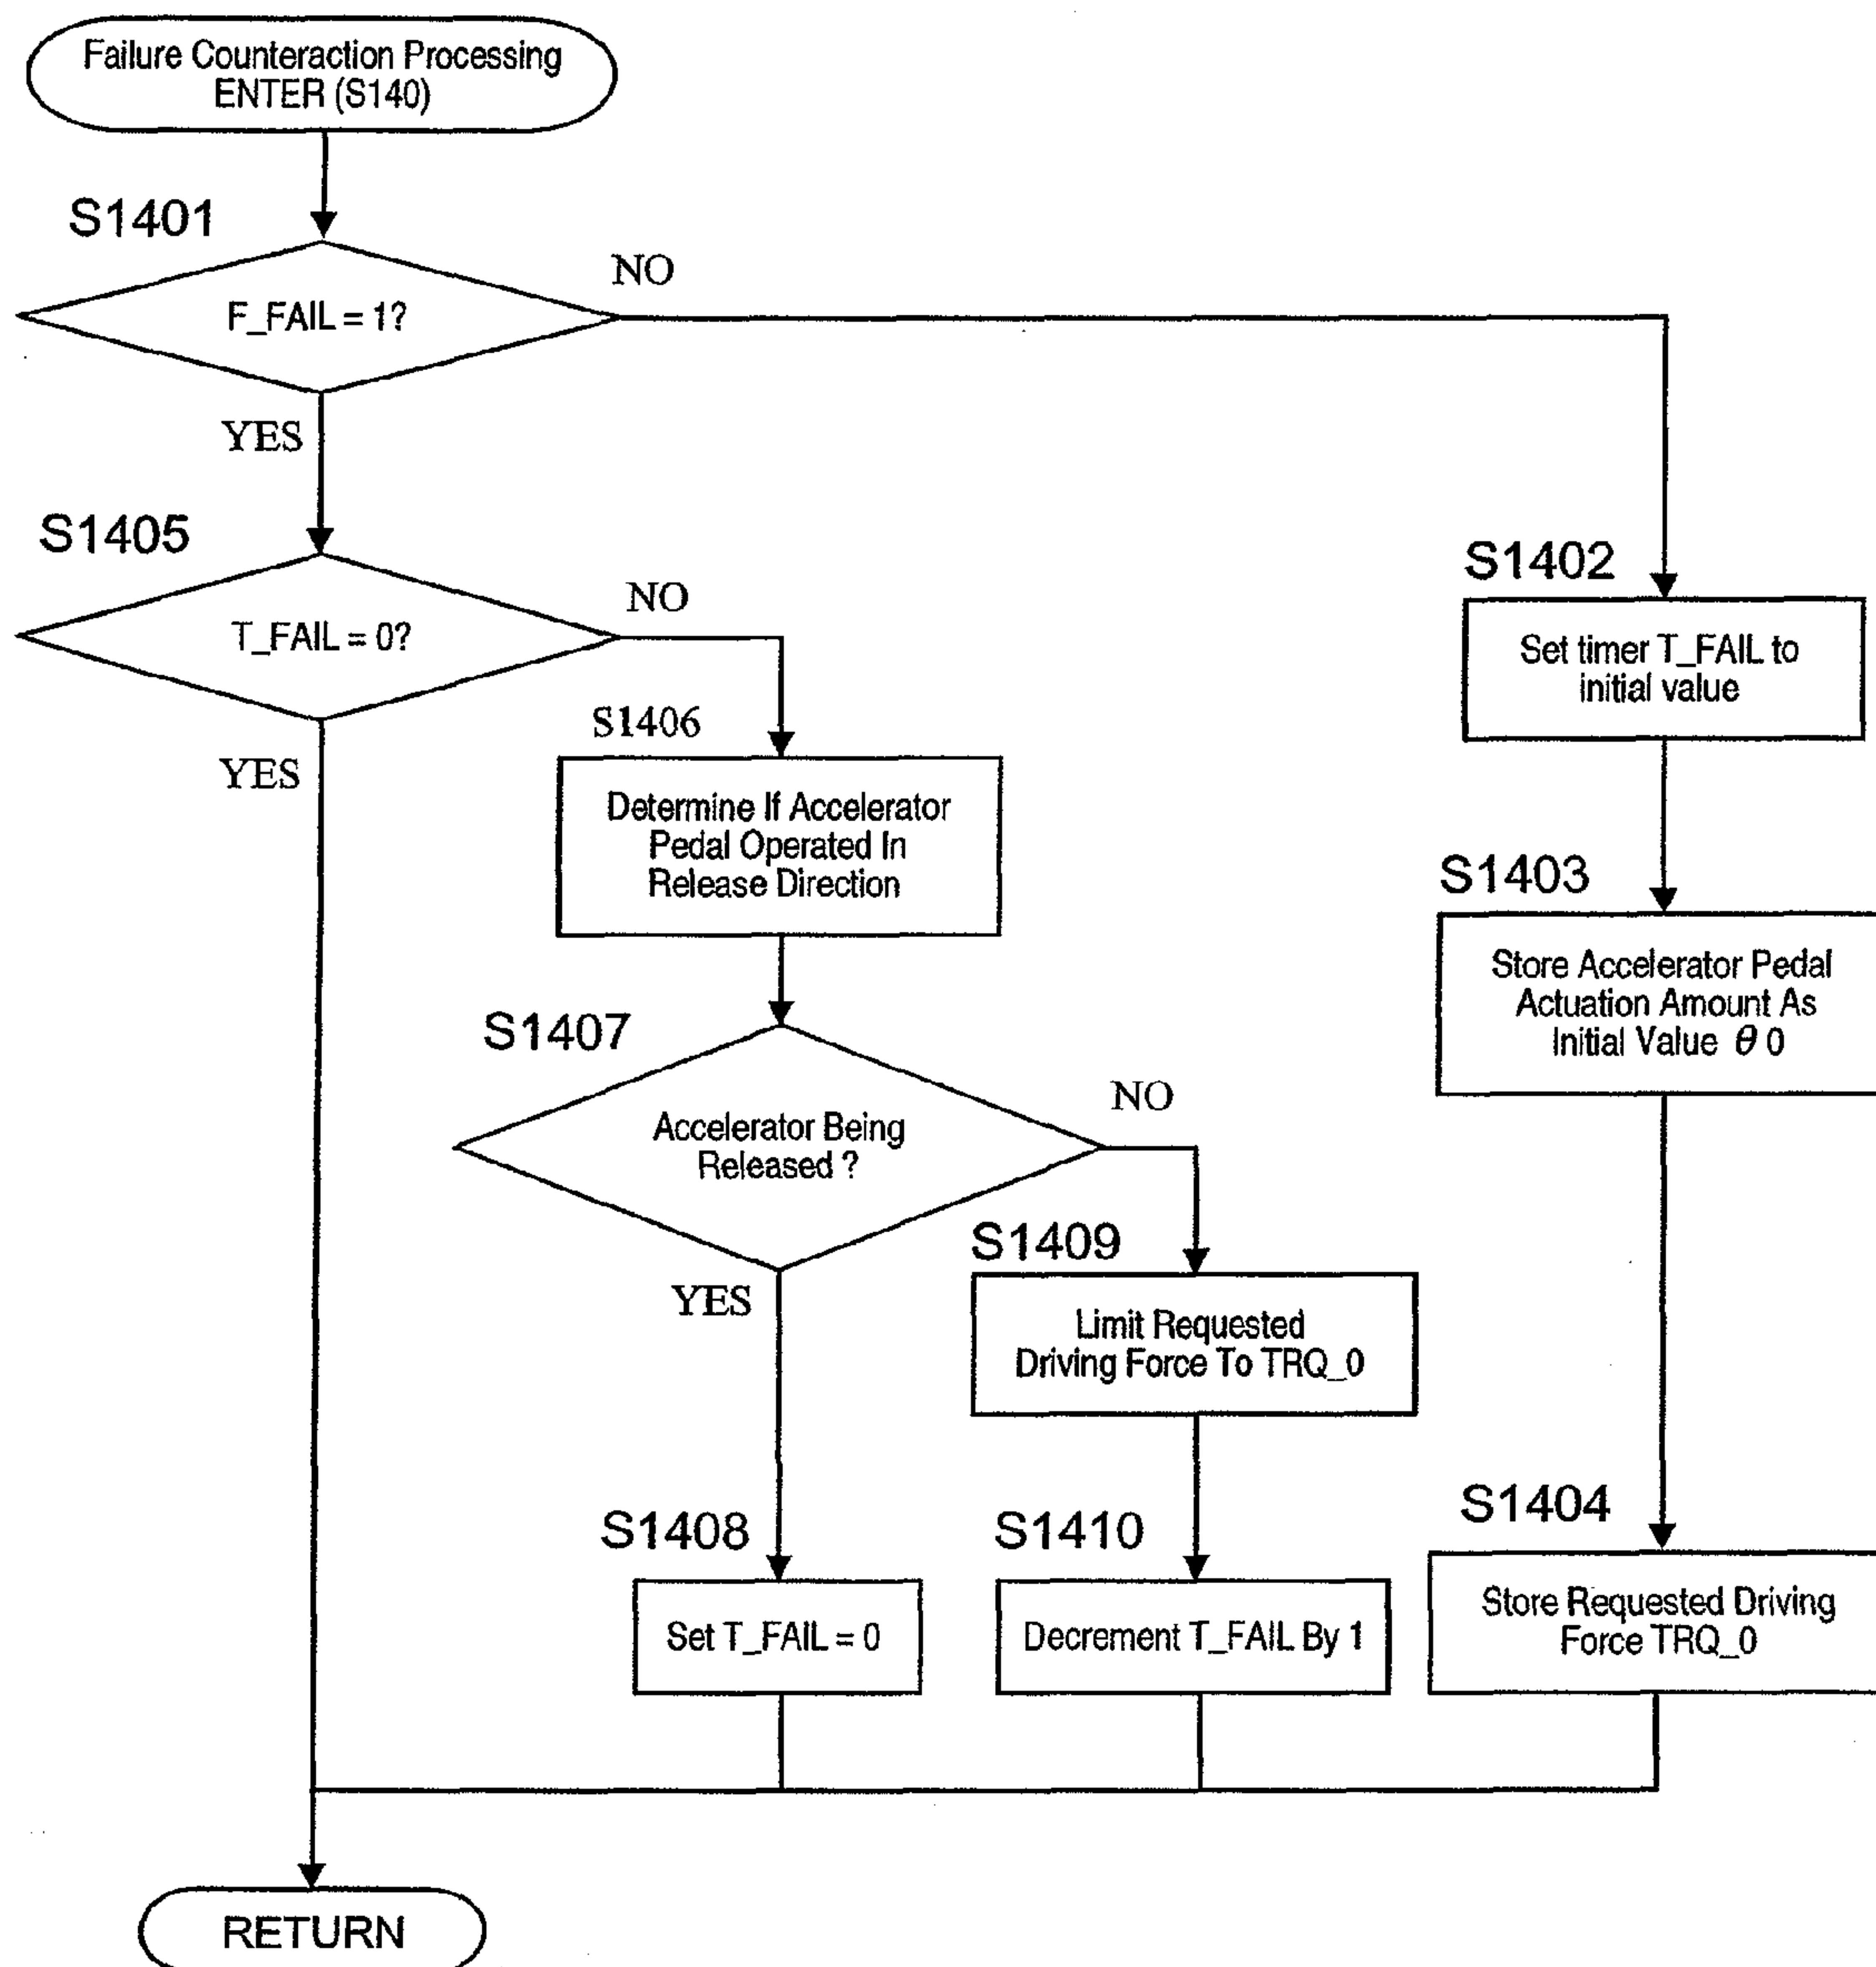 Failure Counteraction Processing
ENTER (S140)
S1401
F_FAIL = 1?
NO
YES
S1405
T_FAIL = 0?
NO
YES
S1402
Set timer T_FAIL to
initial value
S1406
Determine If Accelerator
Pedal Operated In
Release Direction
S1403
Store Accelerator Pedal
Actuation Amount As
Initial Value θ 0
S1407
Accelerator Being
Released ?
NO
YES
S1409
Limit Requested
Driving Force To TRQ_0
S1408
Set T_FAIL = 0
S1410
Decrement T_FAIL By 1
S1404
Store Requested Driving
Force TRQ_0
RETURN